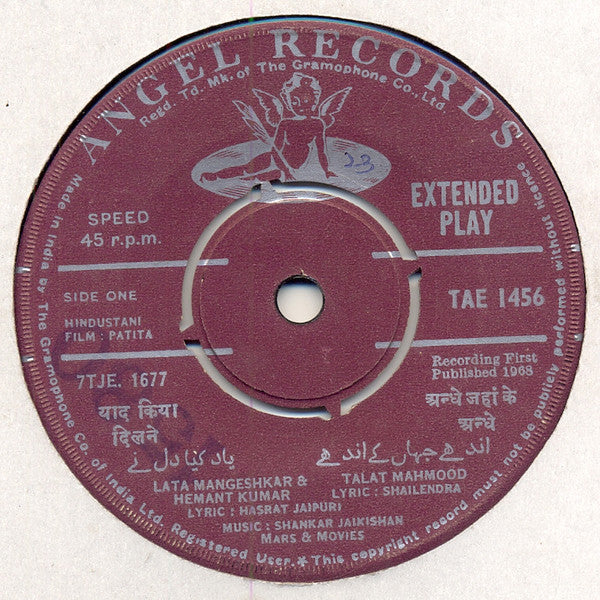 ANGEL RECORDS
Regd. Td. Mk. of The Gramophone Co., Ltd.
23
EXTENDED
PLAY
SPEED
45 r.p.m.
SIDE ONE
TAE 1456
HINDUSTANI
FILM : PATITA
Recording First
Published 1968
7TJE. 1677
याद किया
दिलने
अन्धे जहां के
अन्धे
یاد کیا دل نے
اندھے جہاں کے اندھے
LATA MANGESHKAR &
HEMANT KUMAR
LYRIC : HASRAT JAIPURI
TALAT MAHMOOD
LYRIC : SHAILENDRA
MUSIC : SHANKAR JAIKISHAN
MARS & MOVIES
Made in India by The Gramophone Co. of India Ltd. Registered User.★This copyright record must not be publicly performed without licence